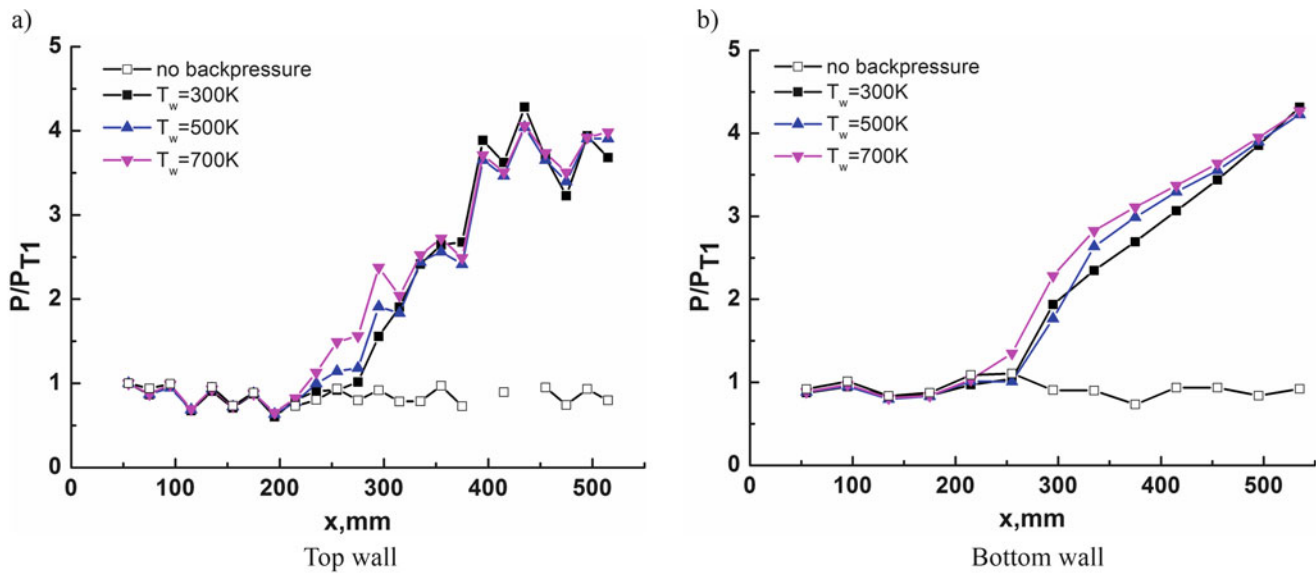 a)
no backpressure
T_w=300K
T_w=500K
T_w=700K
5
4
3
2
1
0
P/P_T1
0 100 200 300 400 500
x,mm
Top wall
b)
no backpressure
T_w=300K
T_w=500K
T_w=700K
5
4
3
2
1
0
P/P_T1
0 100 200 300 400 500
x,mm
Bottom wall